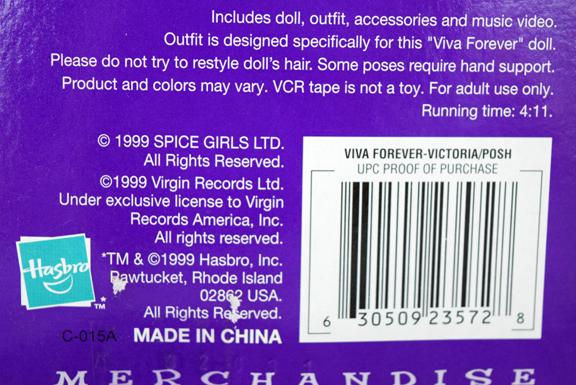 Includes doll, outfit, accessories and music video.
Outfit is designed specifically for this "Viva Forever" doll.
Please do not try to restyle doll's hair. Some poses require hand support.
Product and colors may vary. VCR tape is not a toy. For adult use only.
Running time: 4:11.
© 1999 SPICE GIRLS LTD.
All Rights Reserved.
©1999 Virgin Records Ltd.
Under exclusive license to Virgin
Records America, Inc.
All rights reserved.
*TM & ©1999 Hasbro, Inc.
Pawtucket, Rhode Island
02862 USA.
All Rights Reserved.
MADE IN CHINA
Hasbro
™*
C-015A
VIVA FOREVER-VICTORIA/POSH
UPC PROOF OF PURCHASE
6 30509 23572 8
MERCHANDISE